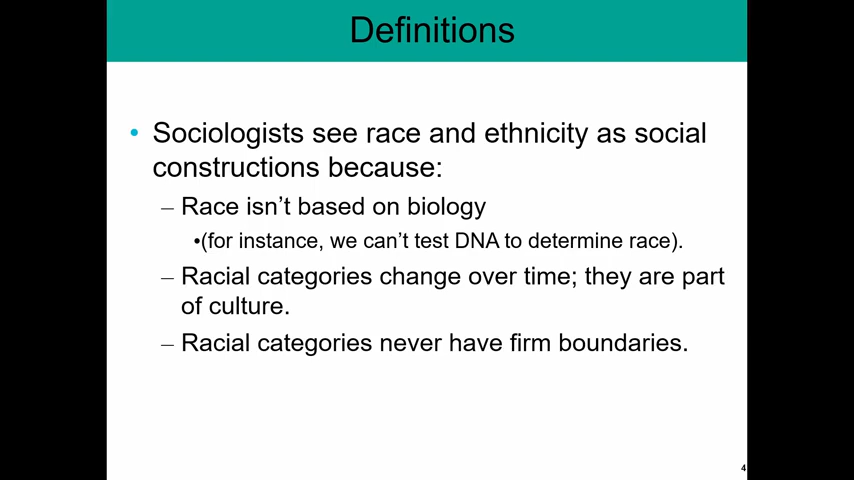 Definitions
• Sociologists see race and ethnicity as social
constructions because:
– Race isn’t based on biology
•(for instance, we can’t test DNA to determine race).
– Racial categories change over time; they are part
of culture.
– Racial categories never have firm boundaries.
4